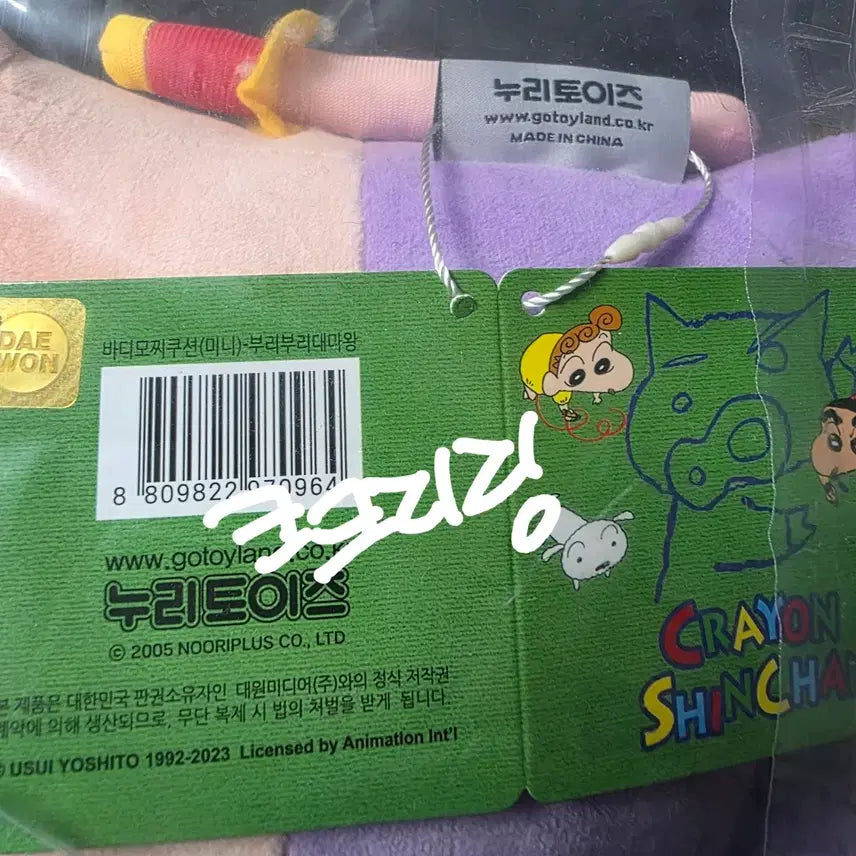 누리토이즈
www.gotoyland.co.kr
MADE IN CHINA
DAE
WON
바디모찌쿠션(미니)-부리부리대마왕
8 809822 970964
www.gotoyland.co.kr
누리토이즈
© 2005 NOORIPLUS CO., LTD
본 제품은 대한민국 판권소유자인 대원미디어(주)와의 정식 저작권
계약에 의해 생산되므로, 무단 복제 시 법의 처벌을 받게 됩니다.
© USUI YOSHITO 1992-2023 Licensed by Animation Int'l
CRAYON
SHINCHAN